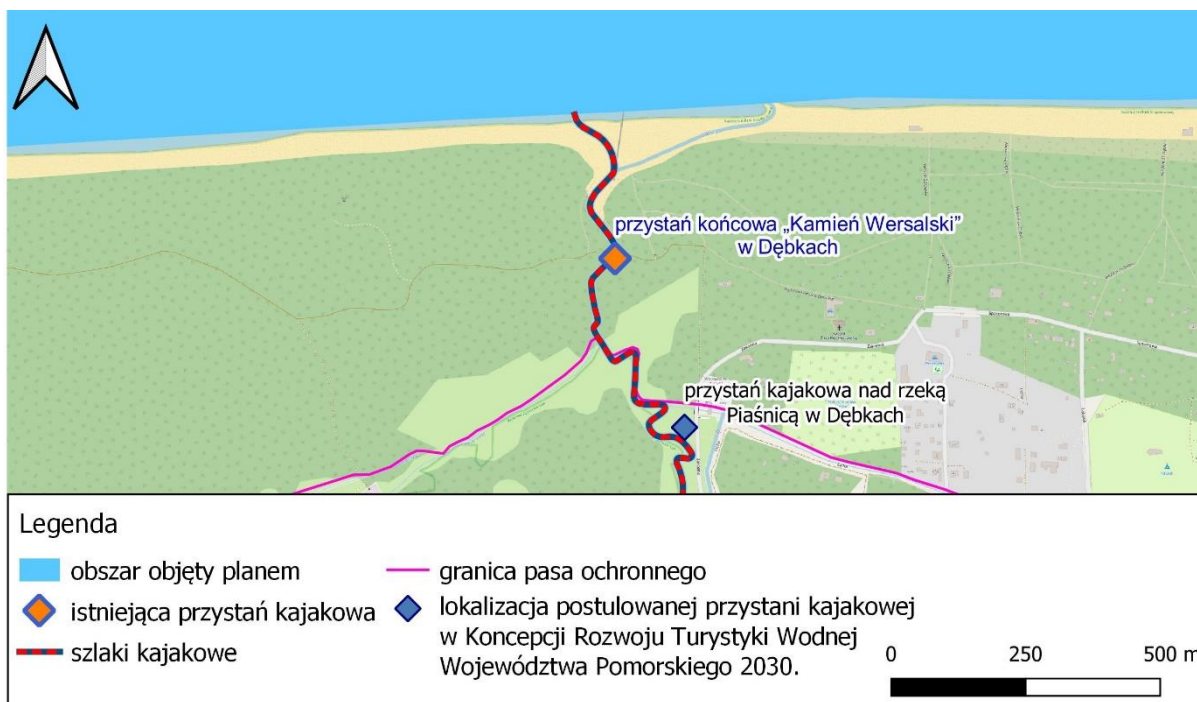 przystań końcowa „Kamień Wersalski”
w Dębkach
przystań kajakowa nad rzeką
Piaśnicą w Dębkach
Legenda
obszar objęty planem
istniejąca przystań kajakowa
szlaki kajakowe
granica pasa ochronnego
lokalizacja postulowanej przystani kajakowej
w Koncepcji Rozwoju Turystyki Wodnej
Województwa Pomorskiego 2030.
0 250 500 m